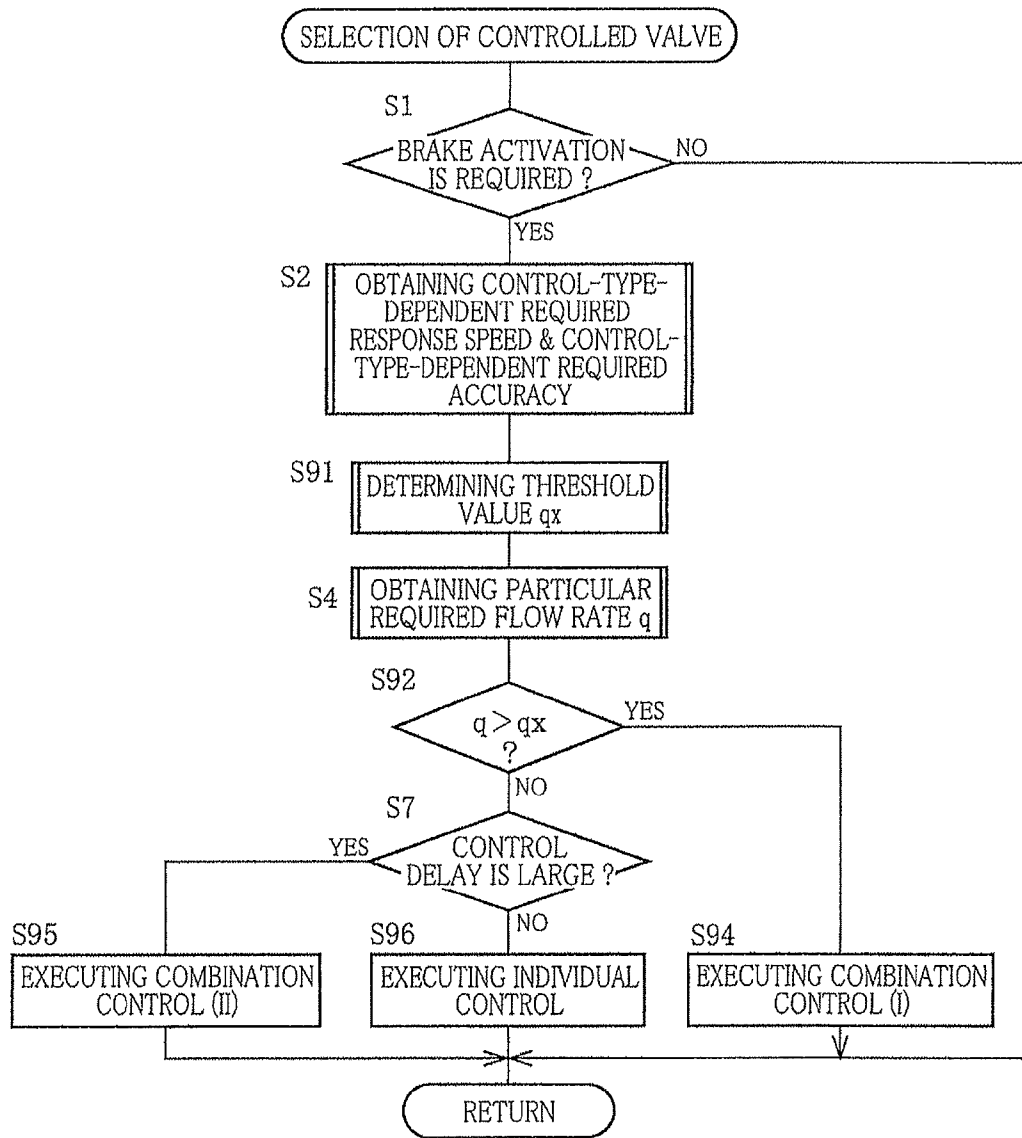 SELECTION OF CONTROLLED VALVE
S1
BRAKE ACTIVATION
IS REQUIRED ?
NO
YES
S2
OBTAINING CONTROL-TYPE-
DEPENDENT REQUIRED
RESPONSE SPEED & CONTROL-
TYPE-DEPENDENT REQUIRED
ACCURACY
S91
DETERMINING THRESHOLD
VALUE qx
S4
OBTAINING PARTICULAR
REQUIRED FLOW RATE q
S92
q > qx
?
YES
NO
S7
YES
CONTROL
DELAY IS LARGE ?
NO
S95
EXECUTING COMBINATION
CONTROL (II)
S96
EXECUTING INDIVIDUAL
CONTROL
S94
EXECUTING COMBINATION
CONTROL (I)
RETURN